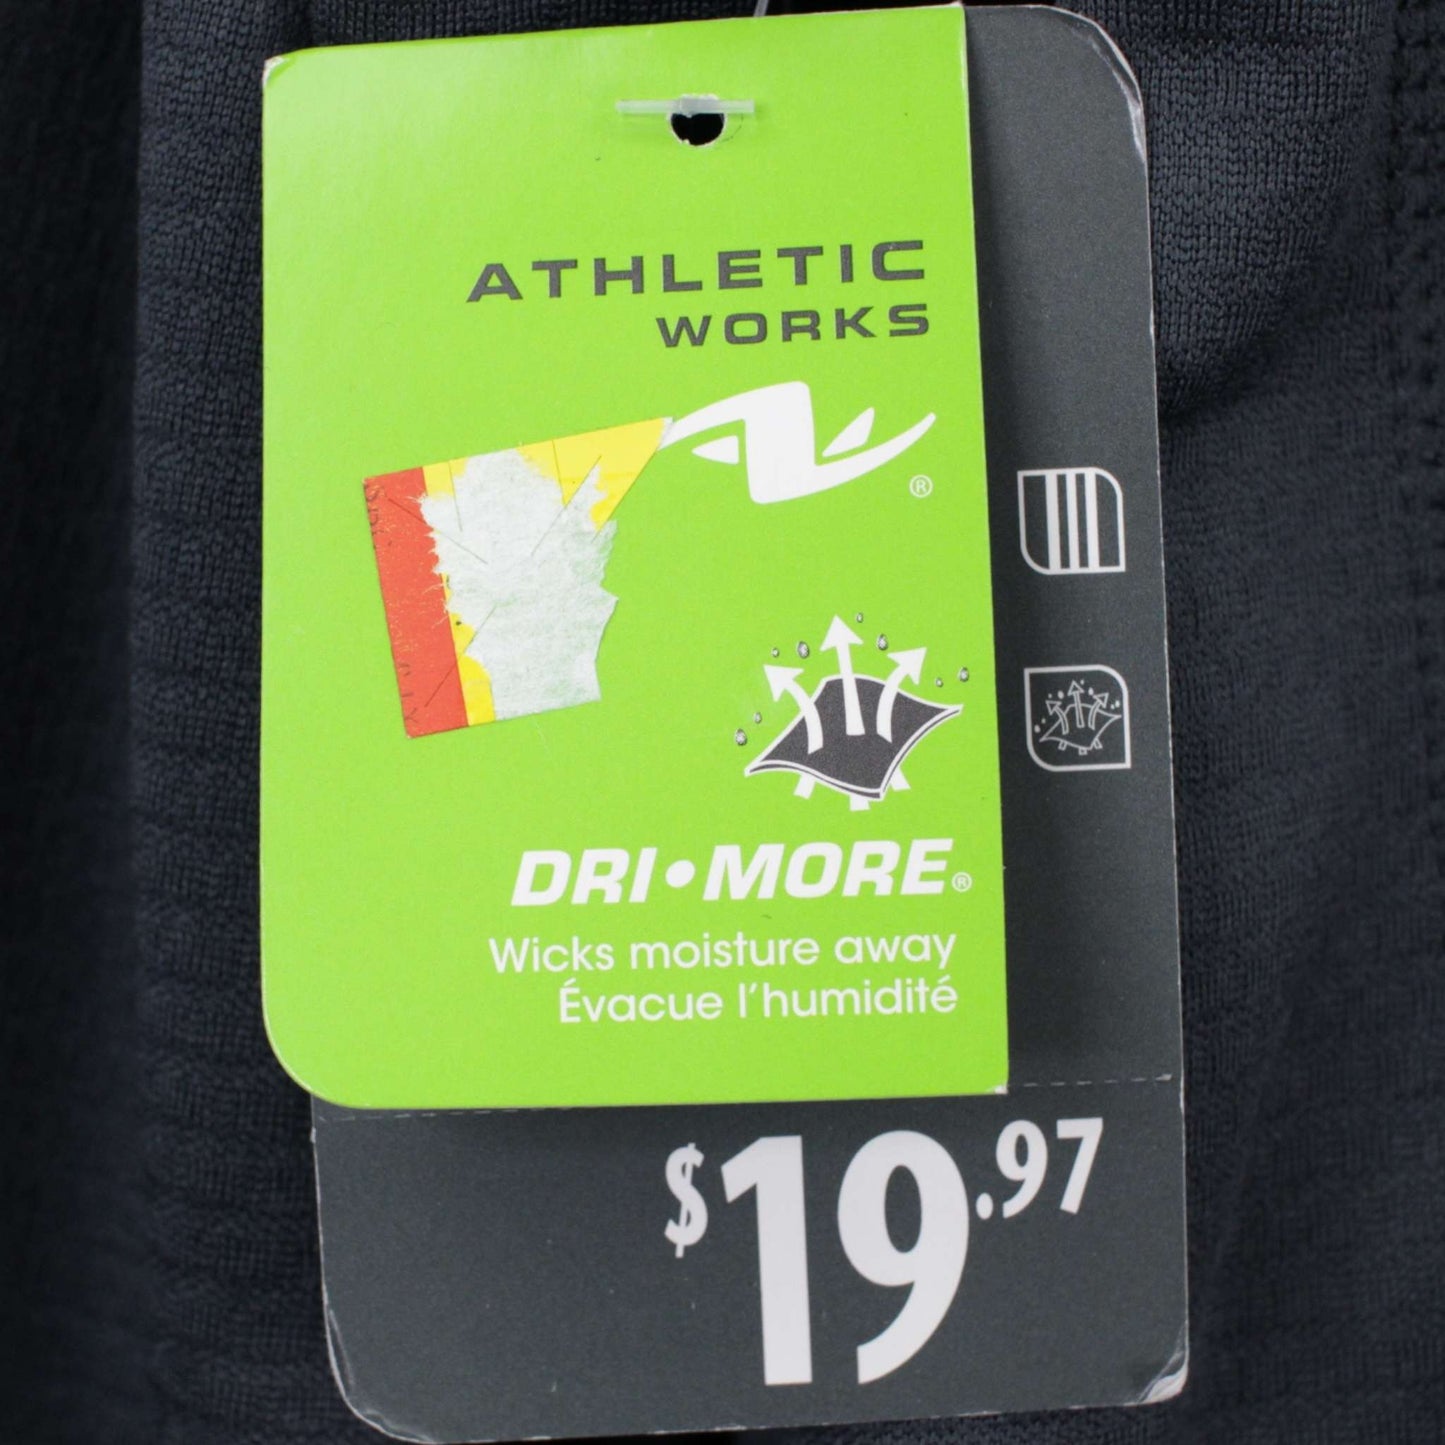 ATHLETIC
WORKS
®
DRI•MORE®
Wicks moisture away
Évacue l'humidité
$19.97